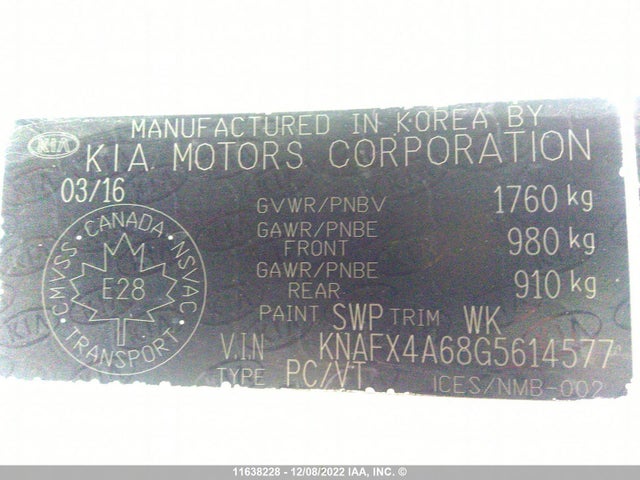 MANUFACTURED IN KOREA BY
KIA KIA MOTORS CORPORATION
03/16
GVWR/PNBV 1760 kg
GAWR/PNBE FRONT 980 kg
GAWR/PNBE REAR 910 kg
CANADA
CMVSS NSVAC
E28
TRANSPORT
PAINT SWP TRIM WK
V.I.N KNAFX4A68G5614577
TYPE PC/VT ICES/NMB-002
11638228 - 12/08/2022 IAA, INC. ©